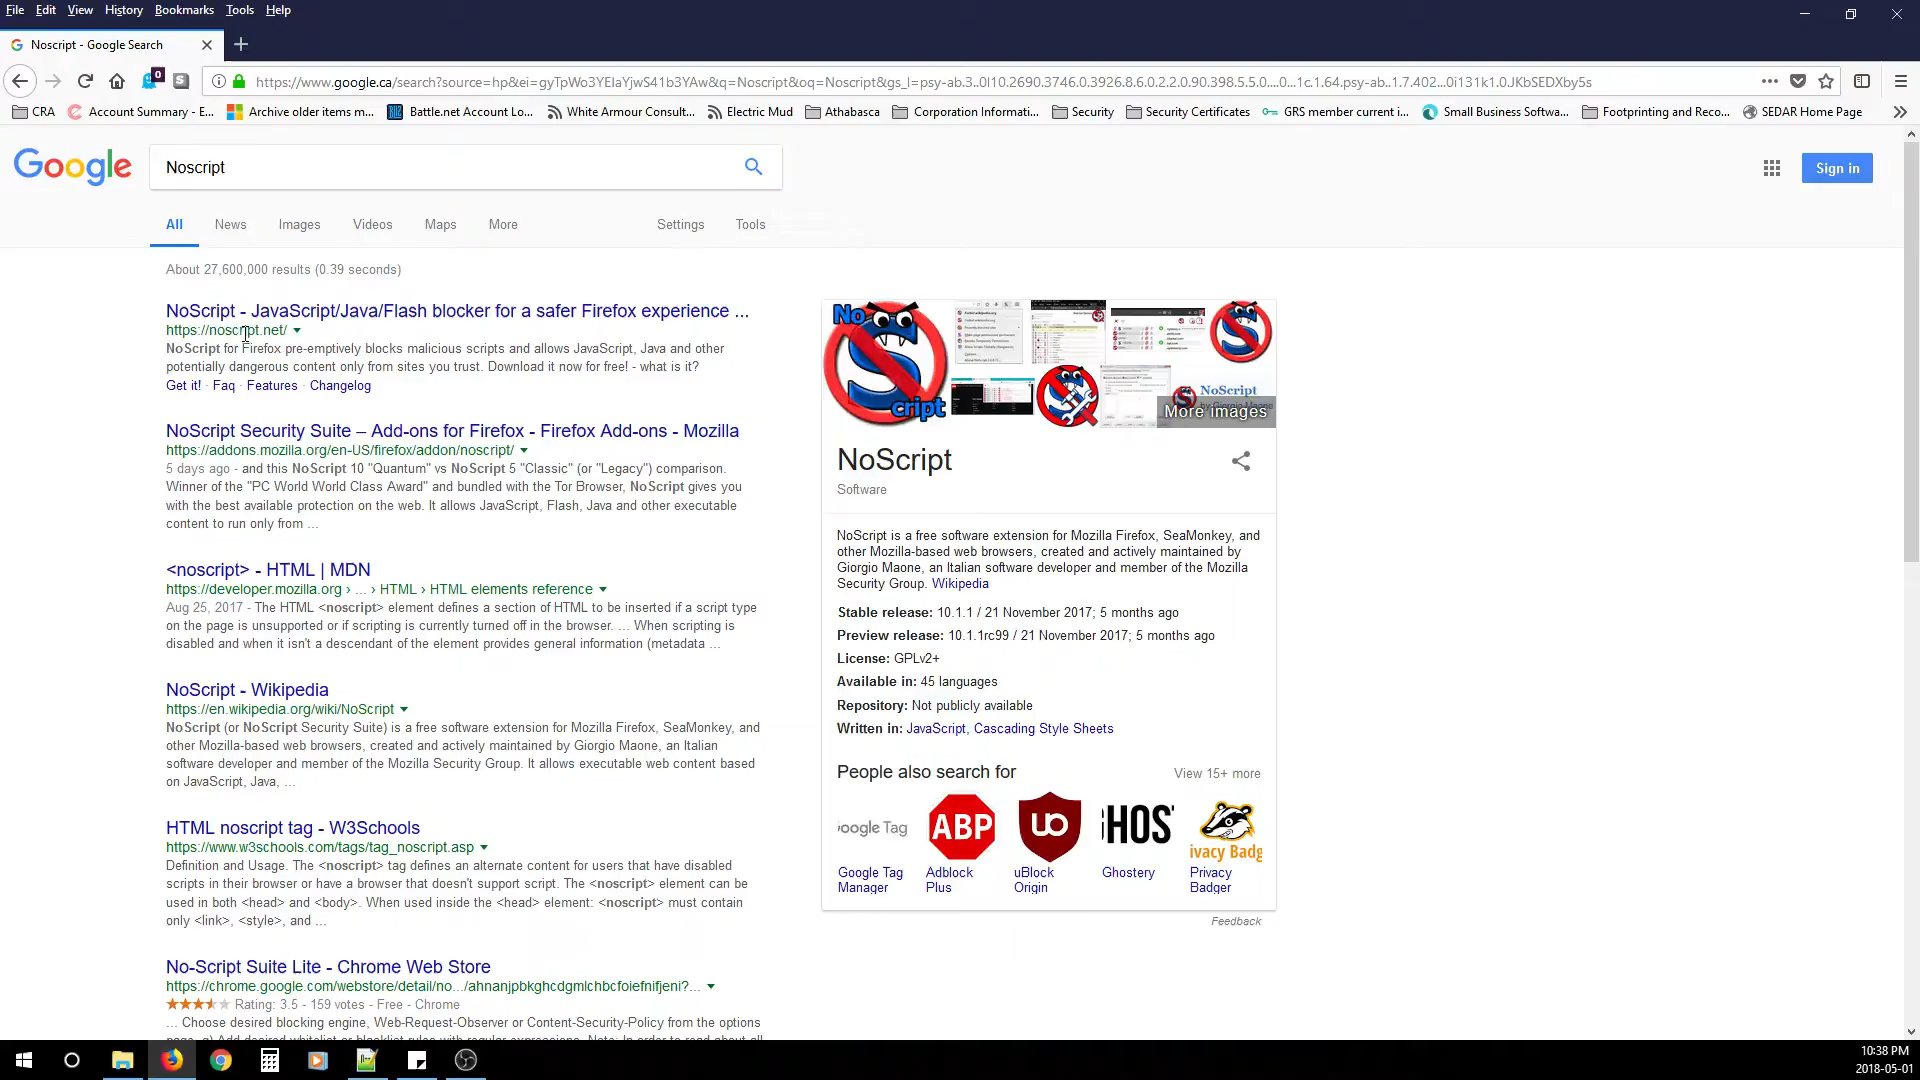 File Edit View History Bookmarks Tools Help
Noscript - Google Search
0 S https://www.google.ca/search?source=hp&ei=gyTpWo3YEIaYjwS41b3YAw&q=Noscript&oq=Noscript&gs_l=psy-ab.3..0l10.2690.3746.0.3926.8.6.0.2.2.0.90.398.5.5.0....0...1c.1.64.psy-ab..1.7.402...0i131k1.0.JKbSEDXby5s
CRA Account Summary - E... Archive older items m... Battle.net Account Lo... White Armour Consult... Electric Mud Athabasca Corporation Informati... Security Security Certificates GRS member current i... Small Business Softwa... Footprinting and Reco... SEDAR Home Page
Google Noscript Sign in
All News Images Videos Maps More Settings Tools
About 27,600,000 results (0.39 seconds)
NoScript - JavaScript/Java/Flash blocker for a safer Firefox experience ...
https://noscript.net/
NoScript for Firefox pre-emptively blocks malicious scripts and allows JavaScript, Java and other
potentially dangerous content only from sites you trust. Download it now for free! - what is it?
Get it! · Faq · Features · Changelog
NoScript Security Suite – Add-ons for Firefox - Firefox Add-ons - Mozilla
https://addons.mozilla.org/en-US/firefox/addon/noscript/
5 days ago - and this NoScript 10 "Quantum" vs NoScript 5 "Classic" (or "Legacy") comparison.
Winner of the "PC World World Class Award" and bundled with the Tor Browser, NoScript gives you
with the best available protection on the web. It allows JavaScript, Flash, Java and other executable
content to run only from ...
<noscript> - HTML | MDN
https://developer.mozilla.org › ... › HTML › HTML elements reference
Aug 25, 2017 - The HTML <noscript> element defines a section of HTML to be inserted if a script type
on the page is unsupported or if scripting is currently turned off in the browser. ... When scripting is
disabled and when it isn't a descendant of the element provides general information (metadata ...
NoScript - Wikipedia
https://en.wikipedia.org/wiki/NoScript
NoScript (or NoScript Security Suite) is a free software extension for Mozilla Firefox, SeaMonkey, and
other Mozilla-based web browsers, created and actively maintained by Giorgio Maone, an Italian
software developer and member of the Mozilla Security Group. It allows executable web content based
on JavaScript, Java, ...
HTML noscript tag - W3Schools
https://www.w3schools.com/tags/tag_noscript.asp
Definition and Usage. The <noscript> tag defines an alternate content for users that have disabled
scripts in their browser or have a browser that doesn't support script. The <noscript> element can be
used in both <head> and <body>. When used inside the <head> element: <noscript> must contain
only <link>, <style>, and ...
No-Script Suite Lite - Chrome Web Store
https://chrome.google.com/webstore/detail/no.../ahnanjpbkghcdgmlchbcfoiefnifjeni?...
Rating: 3.5 - 159 votes - Free - Chrome
... Choose desired blocking engine, Web-Request-Observer or Content-Security-Policy from the options
No
S
cript
NoScript
More images
NoScript
Software
NoScript is a free software extension for Mozilla Firefox, SeaMonkey, and
other Mozilla-based web browsers, created and actively maintained by
Giorgio Maone, an Italian software developer and member of the Mozilla
Security Group. Wikipedia
Stable release: 10.1.1 / 21 November 2017; 5 months ago
Preview release: 10.1.1rc99 / 21 November 2017; 5 months ago
License: GPLv2+
Available in: 45 languages
Repository: Not publicly available
Written in: JavaScript, Cascading Style Sheets
People also search for View 15+ more
oogle Tag ABP uo HOS ivacy Badg
Google Tag Manager
Adblock Plus
uBlock Origin
Ghostery
Privacy Badger
Feedback
10:38 PM
2018-05-01